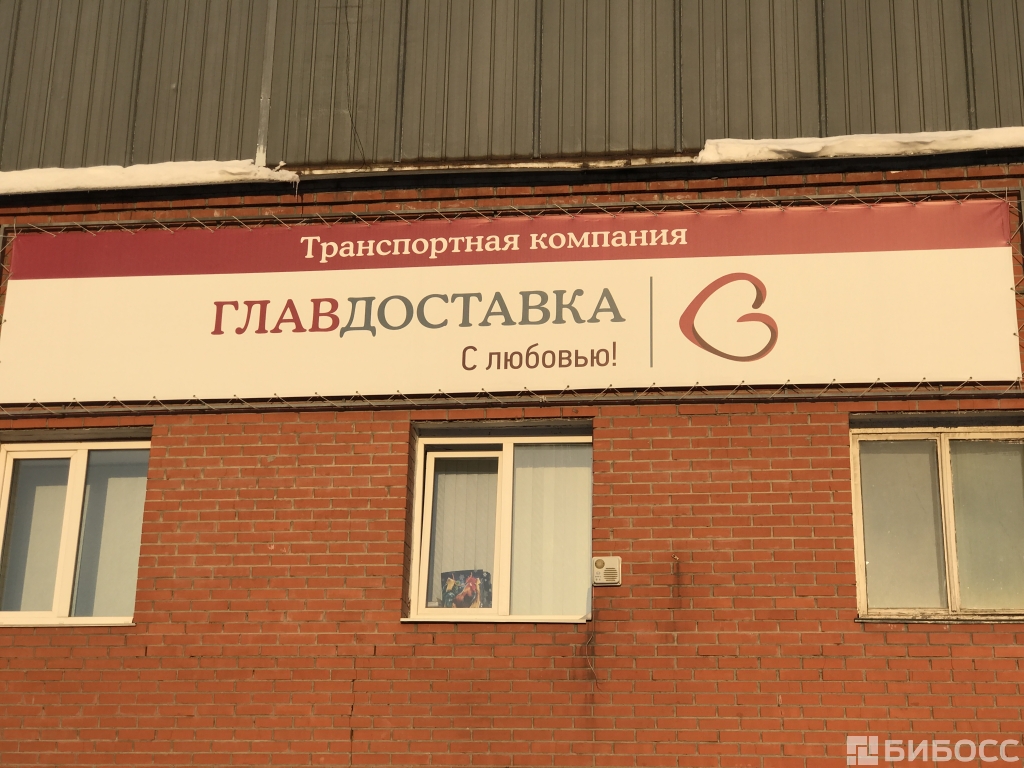 Транспортная компания
ГЛАВДОСТАВКА
С любовью!
БИБОСС